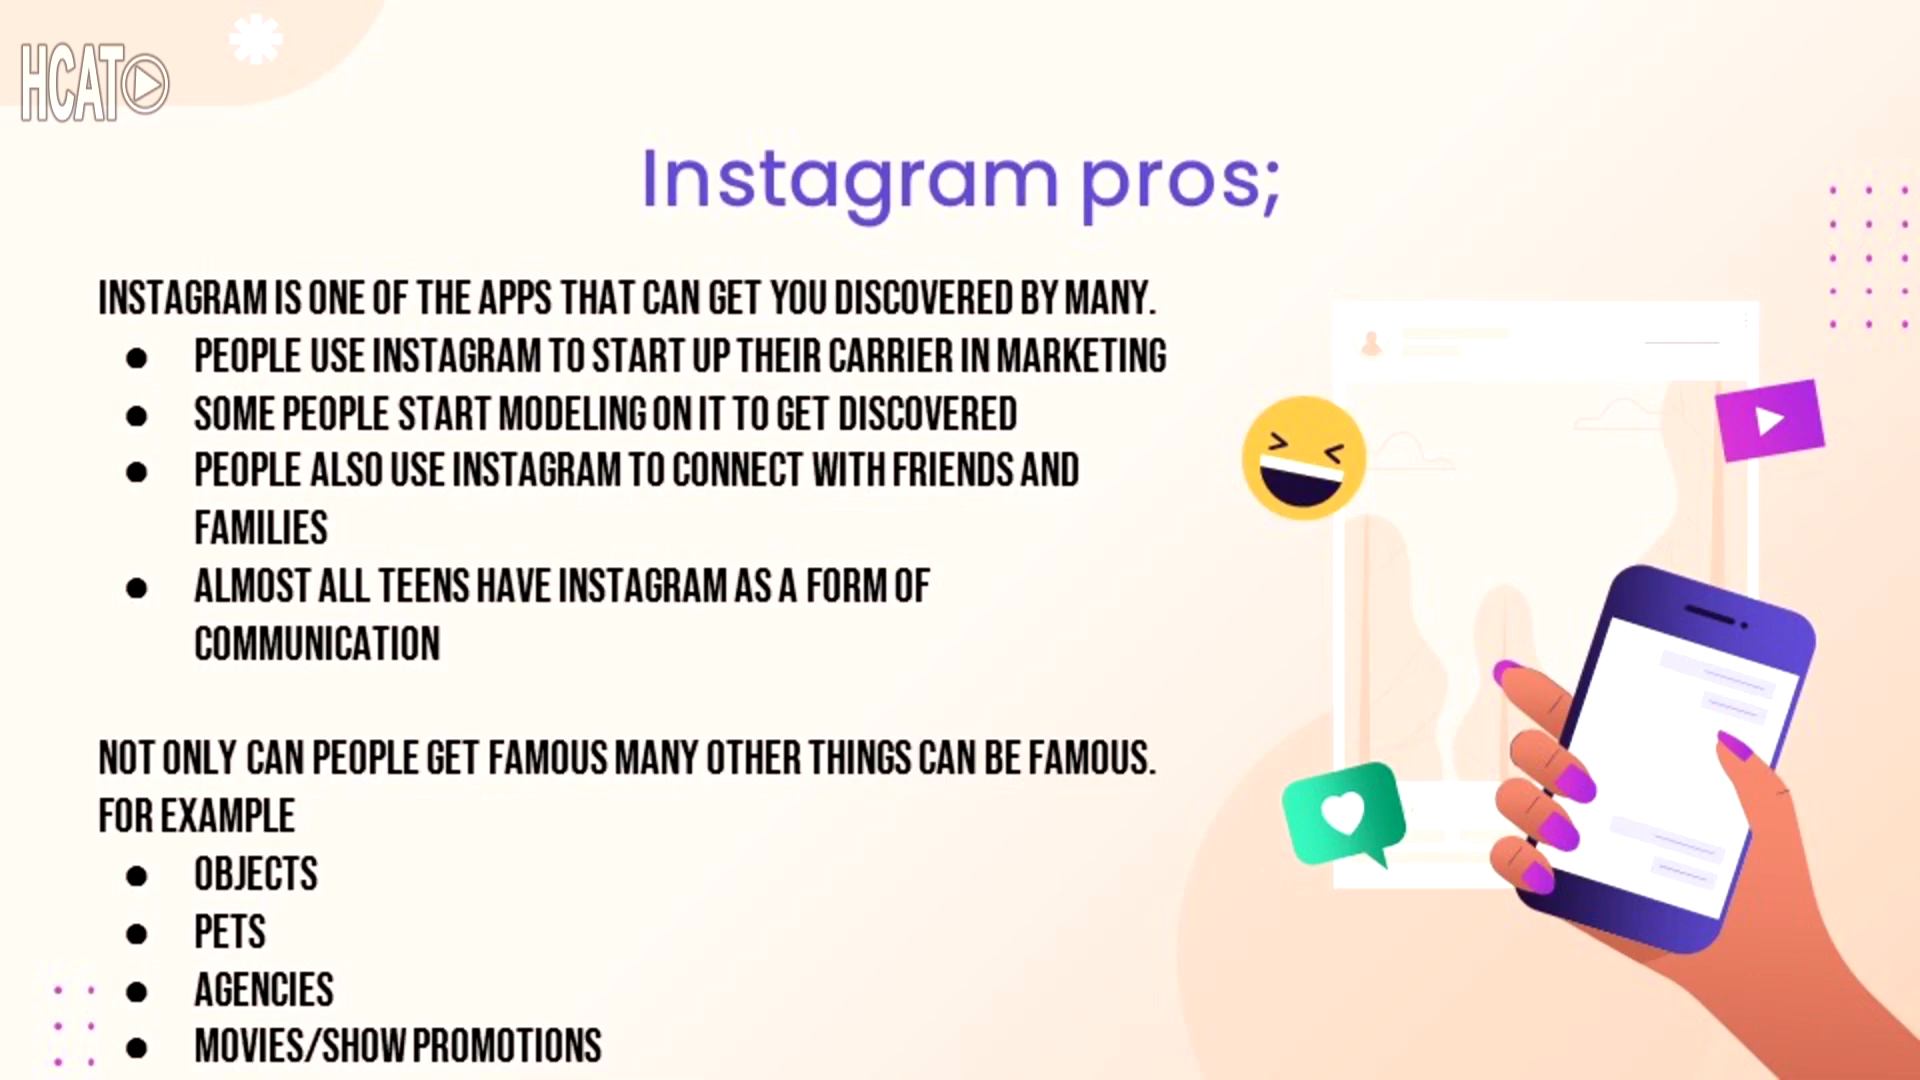 HCAT
Instagram pros;
INSTAGRAM IS ONE OF THE APPS THAT CAN GET YOU DISCOVERED BY MANY.
● PEOPLE USE INSTAGRAM TO START UP THEIR CARRIER IN MARKETING
● SOME PEOPLE START MODELING ON IT TO GET DISCOVERED
● PEOPLE ALSO USE INSTAGRAM TO CONNECT WITH FRIENDS AND
FAMILIES
● ALMOST ALL TEENS HAVE INSTAGRAM AS A FORM OF
COMMUNICATION
NOT ONLY CAN PEOPLE GET FAMOUS MANY OTHER THINGS CAN BE FAMOUS.
FOR EXAMPLE
● OBJECTS
● PETS
● AGENCIES
● MOVIES/SHOW PROMOTIONS